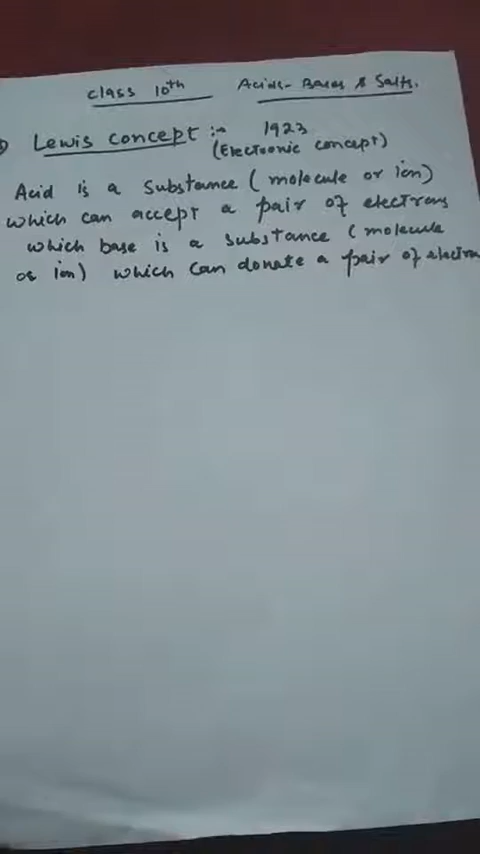 class 10th Acids- Bases & Salts.
Lewis concept :- 1923
(Electronic concept)
Acid is a substance ( molecule or ion)
which can accept a pair of electrons
which base is a substance ( molecule
or ion) which can donate a pair of electro